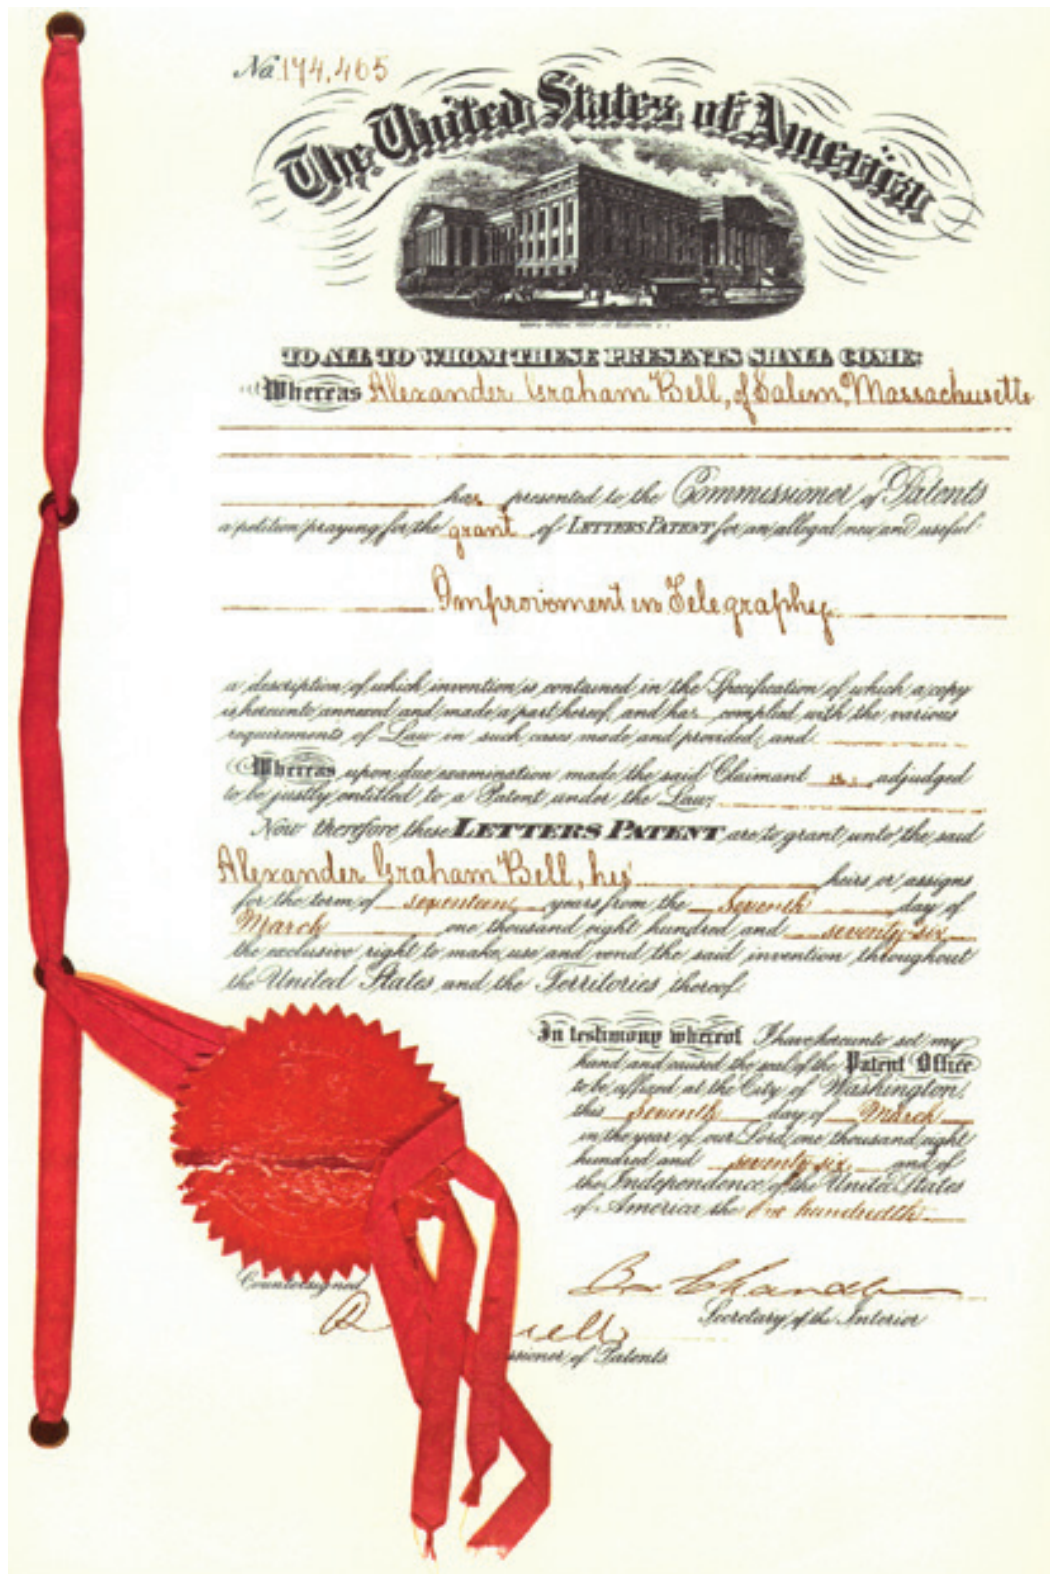 No. 174,465
The United States of America
TO ALL TO WHOM THESE PRESENTS SHALL COME:
Whereas Alexander Graham Bell, of Salem, Massachusetts
has presented to the Commissioner of Patents
a petition praying for the grant of LETTERS PATENT for an alleged new and useful
Improvement in Telegraphy
a description of which invention is contained in the Specification of which a copy
is hereunto annexed and made a part hereof, and has complied with the various
requirements of Law in such cases made and provided, and
Whereas upon due examination made the said Claimant is adjudged
to be justly entitled to a Patent under the Law,
Now therefore these LETTERS PATENT are to grant unto the said
Alexander Graham Bell, his heirs or assigns
for the term of seventeen years from the seventh day of
March one thousand eight hundred and seventy-six
the exclusive right to make, use and vend the said invention throughout
the United States and the Territories thereof.
In testimony whereof I have hereunto set my
hand and caused the seal of the Patent Office
to be affixed at the City of Washington,
this seventh day of March
in the year of our Lord one thousand eight
hundred and seventy-six and of
the Independence of the United States
of America the one hundredth.
Countersigned
Secretary of the Interior
of Patents